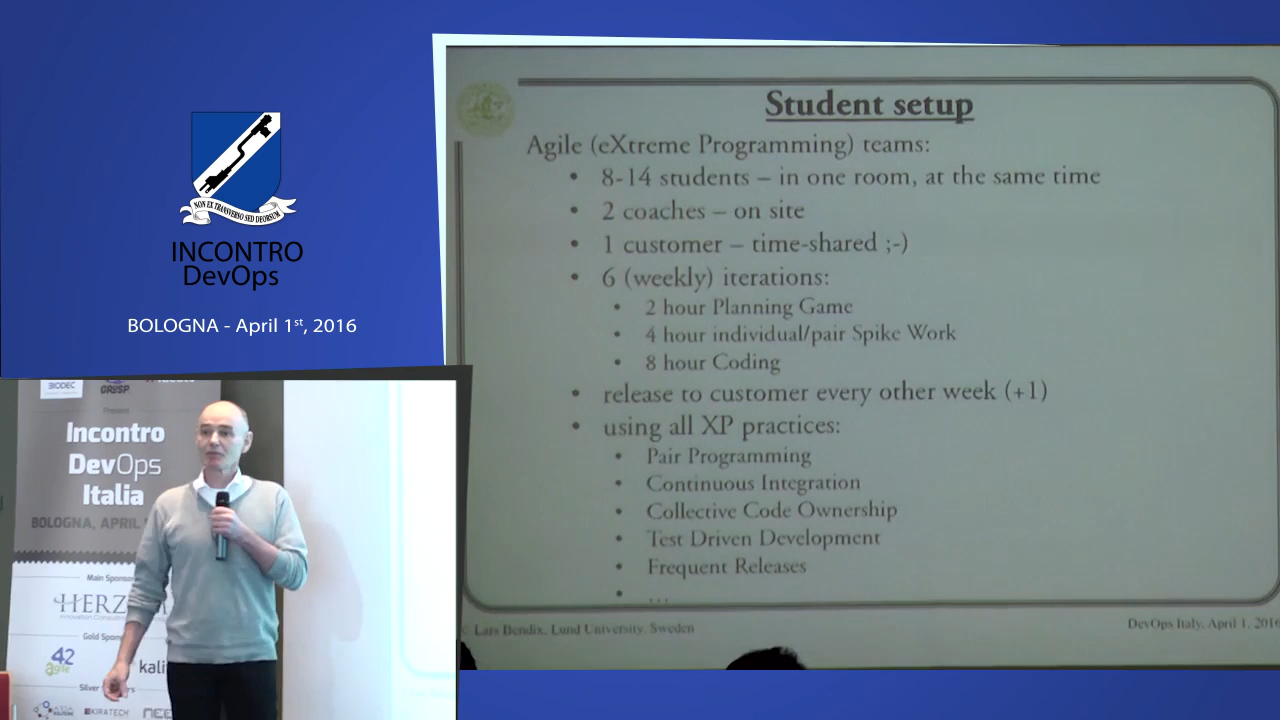 NON EX TRANSVERSO SED DEORSUM
INCONTRO
DevOps
BOLOGNA - April 1st, 2016
Student setup
Agile (eXtreme Programming) teams:
• 8-14 students – in one room, at the same time
• 2 coaches – on site
• 1 customer – time-shared ;-)
• 6 (weekly) iterations:
• 2 hour Planning Game
• 4 hour individual/pair Spike Work
• 8 hour Coding
• release to customer every other week (+1)
• using all XP practices:
• Pair Programming
• Continuous Integration
• Collective Code Ownership
• Test Driven Development
• Frequent Releases
• ...
Lars Bendix, Lund University, Sweden
DevOps Italy, April 1, 2016
BIODEC
GRUSP
Present
Incontro
DevOps
Italia
BOLOGNA, APRIL
Main Sponsor
HERZ
Gold Spon
agile 42
kali
Silver
KIRATECH